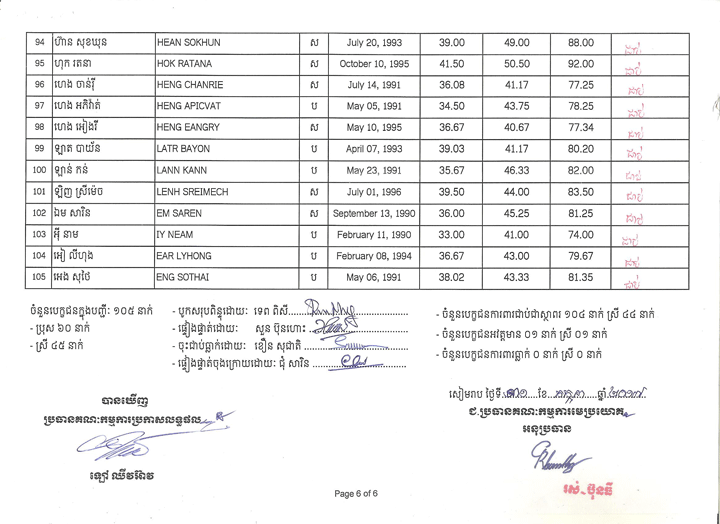 94 ហ៊ាន សុខឃុន HEAN SOKHUN ស July 20, 1993 39.00 49.00 88.00 ជាប់
95 ហុក រតនា HOK RATANA ស October 10, 1995 41.50 50.50 92.00 ជាប់
96 ហេង ចាន់រ៉ី HENG CHANRIE ស July 14, 1991 36.08 41.17 77.25 ជាប់
97 ហេង អភិវ៉ាត់ HENG APICVAT ប May 05, 1991 34.50 43.75 78.25 ជាប់
98 ហេង អៀងរី HENG EANGRY ស May 10, 1995 36.67 40.67 77.34 ជាប់
99 ឡាត បាយ័ន LATR BAYON ប April 07, 1993 39.03 41.17 80.20 ជាប់
100 ឡាន់ កន់ LANN KANN ប May 23, 1991 35.67 46.33 82.00 ជាប់
101 ឡិញ ស្រីម៉េច LENH SREIMECH ស July 01, 1996 39.50 44.00 83.50 ជាប់
102 ឯម សារិន EM SAREN ស September 13, 1990 36.00 45.25 81.25 ជាប់
103 អ៊ី នាម IY NEAM ប February 11, 1990 33.00 41.00 74.00 ជាប់
104 អៀ លីហុង EAR LYHONG ប February 08, 1994 36.67 43.00 79.67 ជាប់
105 អេង សុថៃ ENG SOTHAI ប May 06, 1991 38.02 43.33 81.35 ជាប់
ចំនួនបេក្ខជនក្នុងបញ្ជី: ១០៥ នាក់ - បូកសរុបពិន្ទុដោយ: ទេព ពិសី - ចំនួនបេក្ខជនការពារជាប់ជាស្ថាពរ ១០៤ នាក់ ស្រី ៤៤ នាក់
- ប្រុស ៦០ នាក់ - ផ្ទៀងផ្ទាត់ដោយ: សួន ប៊ុនហោះ - ចំនួនបេក្ខជនអវត្តមាន ០១ នាក់ ស្រី ០១ នាក់
- ស្រី ៤៥ នាក់ - ចុះជាប់ធ្លាក់ដោយ: ខឿន សុជាតិ - ចំនួនបេក្ខជនការពារធ្លាក់ ០ នាក់ ស្រី ០ នាក់
- ផ្ទៀងផ្ទាត់ចុងក្រោយដោយ: ជុំ សារិន
សៀមរាប ថ្ងៃទី ៣១ ខែ កក្កដា ឆ្នាំ ២០១៧
បានឃើញ
ប្រធានគណ:កម្មការប្រកាសលទ្ធផល
ជ.ប្រធានគណ:កម្មការមេប្រយោគ
អនុប្រធាន
ឡៅ ឈីវអ៊ាវ
រស់ ប៊ុនធី
Page 6 of 6